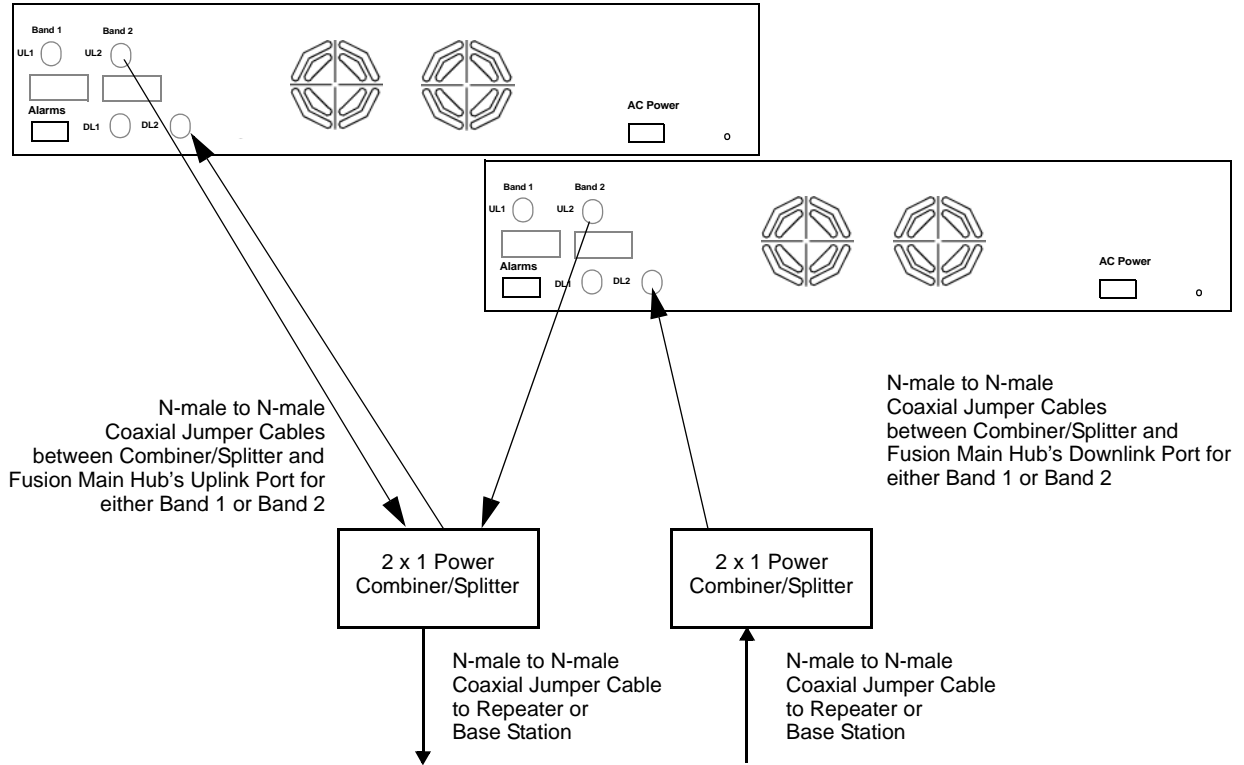 Band 1 Band 2
UL1 UL2
Alarms
DL1 DL2
AC Power
Band 1 Band 2
UL1 UL2
Alarms
DL1 DL2
AC Power
N-male to N-male
Coaxial Jumper Cables
between Combiner/Splitter and
Fusion Main Hub's Uplink Port for
either Band 1 or Band 2
N-male to N-male
Coaxial Jumper Cables
between Combiner/Splitter and
Fusion Main Hub's Downlink Port for
either Band 1 or Band 2
2 x 1 Power
Combiner/Splitter
2 x 1 Power
Combiner/Splitter
N-male to N-male
Coaxial Jumper Cable
to Repeater or
Base Station
N-male to N-male
Coaxial Jumper Cable
to Repeater or
Base Station